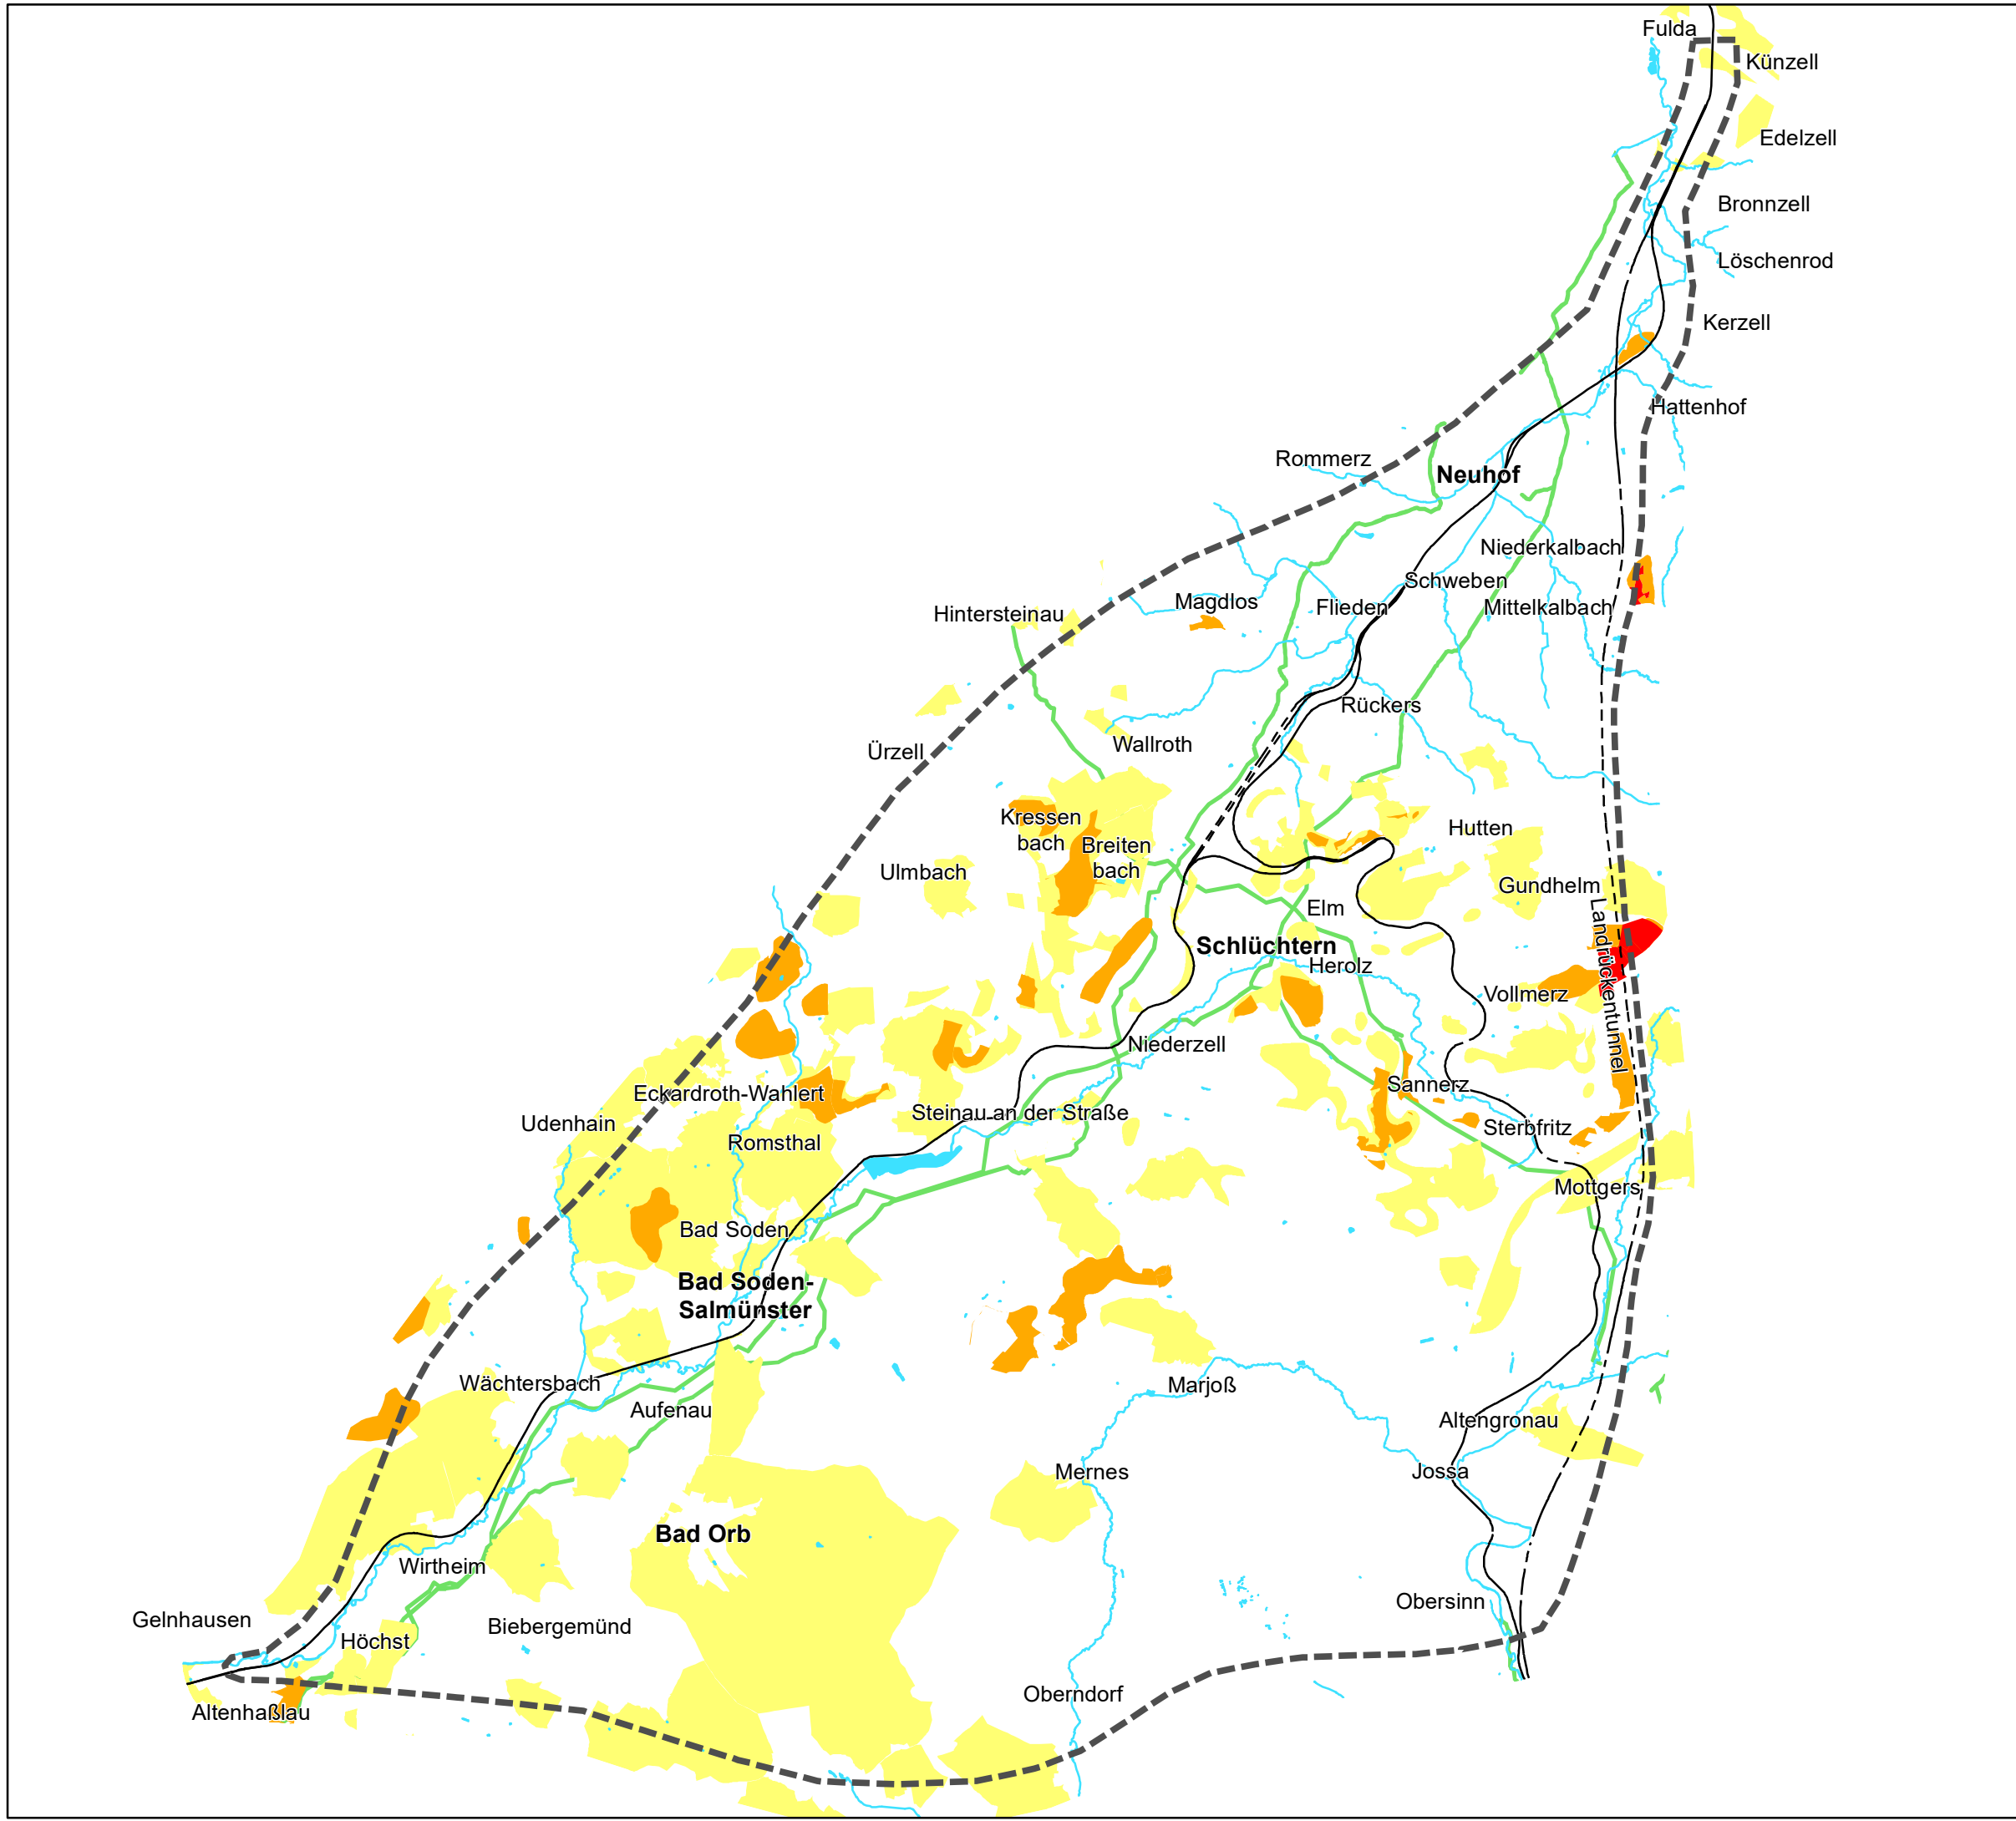 Fulda
Künzell
Edelzell
Bronnzell
Löschenrod
Kerzell
Hattenhof
Rommerz
Neuhof
Niederkalbach
Schweben
Magdlos
Flieden
Mittelkalbach
Hintersteinau
Rückers
Wallroth
Ürzell
Kressen
bach
Breiten
bach
Hutten
Ulmbach
Gundhelm
Elm
Schlüchtern
Herolz
Landrückentunnel
Vollmerz
Niederzell
Sannerz
Eckardroth-Wahlert
Steinau an der Straße
Udenhain
Romsthal
Sterbfritz
Mottgers
Bad Soden
Bad Soden-
Salmünster
Wächtersbach
Marjoß
Aufenau
Altengronau
Mernes
Jossa
Bad Orb
Wirtheim
Obersinn
Gelnhausen
Biebergemünd
Höchst
Oberndorf
Altenhaßlau